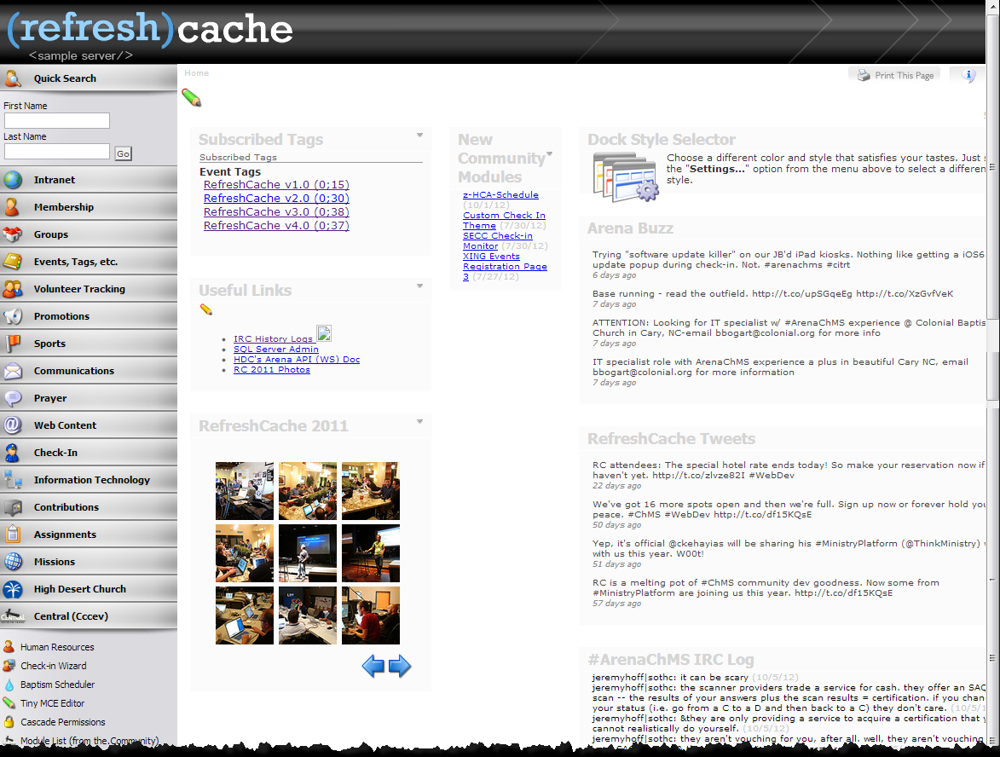 (refresh)cache
<sample server/>
Quick Search
First Name
Last Name
Go
Intranet
Membership
Groups
Events, Tags, etc.
Volunteer Tracking
Promotions
Sports
Communications
Prayer
Web Content
Check-In
Information Technology
Contributions
Assignments
Missions
High Desert Church
Central (Cccev)
Human Resources
Check-in Wizard
Baptism Scheduler
Tiny MCE Editor
Cascade Permissions
Module List (from the Community)
Home
Print This Page
Subscribed Tags
Subscribed Tags
Event Tags
RefreshCache v1.0 (0;15)
RefreshCache v2.0 (0;30)
RefreshCache v3.0 (0;38)
RefreshCache v4.0 (0;37)
Useful Links
IRC History Logs
SQL Server Admin
HDC's Arena API (WS) Doc
RC 2011 Photos
RefreshCache 2011
New
Community
Modules
z-HCA-Schedule
(10/1/12)
Custom Check In
Theme (7/30/12)
SECC Check-in
Monitor (7/30/12)
XING Events
Registration Page
3 (7/27/12)
Dock Style Selector
Choose a different color and style that satisfies your tastes. Just
the "Settings..." option from the menu above to select a differen
style.
Arena Buzz
Trying "software update killer" on our JB'd iPad kiosks. Nothing like getting a iOS6
update popup during check-in. Not. #arenachms #citrt
6 days ago
Base running - read the outfield. http://t.co/upSGqeEg http://t.co/XzGvfVeK
7 days ago
ATTENTION: Looking for IT specialist w/ #ArenaChMS experience @ Colonial Baptis
Church in Cary, NC-email bbogart@colonial.org for more info
7 days ago
IT specialist role with ArenaChMS experience a plus in beautiful Cary NC, email
bbogart@colonial.org for more information
7 days ago
RefreshCache Tweets
RC attendees: The special hotel rate ends today! So make your reservation now if
haven't yet. http://t.co/zlvze82I #WebDev
22 days ago
We've got 16 more spots open and then we're full. Sign up now or forever hold you
peace. #ChMS #WebDev http://t.co/df15KQsE
50 days ago
Yep, it's official @ckehayias will be sharing his #MinistryPlatform (@ThinkMinistry)
with us this year. W00t!
51 days ago
RC is a melting pot of #ChMS community dev goodness. Now some from
#MinistryPlatform are joining us this year. http://t.co/df15KQsE
57 days ago
#ArenaChMS IRC Log
jeremyhoff|sothc: it can be scary (10/5/12)
jeremyhoff|sothc: the scanner providers trade a service for cash. they offer an SAQ
scan -- the results of your answers plus the scan results = certification. if you chan
your status (i.e. go from a C to a D and then back to a C) they don't care. (10/5/1
jeremyhoff|sothc: &they are only providing a service to acquire a certification that y
cannot realistically do yourself. (10/5/12)
jeremyhoff|sothc: they aren't vouching for you, after all. well, they aren't vouching